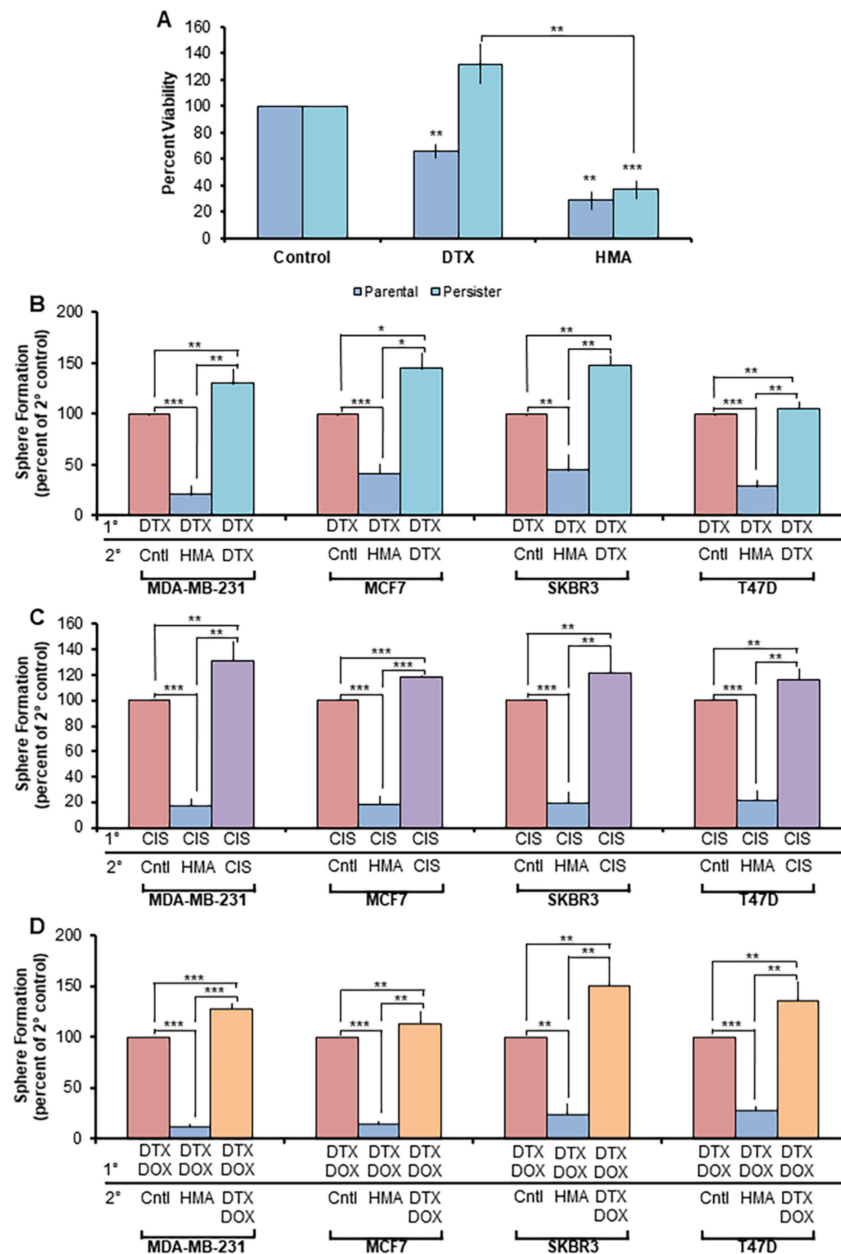 A
Percent Viability
160
140
120
100
80
60
40
20
0
**
**
**
***
Control DTX HMA
Parental Persister
B
Sphere Formation
(percent of 2° control)
200
150
100
50
0
** * ** **
** * ** **
*** *** ** ***
1° DTX DTX DTX DTX DTX DTX DTX DTX DTX DTX DTX DTX
2° Cntl HMA DTX Cntl HMA DTX Cntl HMA DTX Cntl HMA DTX
MDA-MB-231 MCF7 SKBR3 T47D
C
Sphere Formation
(percent of 2° control)
160
140
120
100
80
60
40
20
0
** *** ** **
** *** ** **
*** *** *** ***
1° CIS CIS CIS CIS CIS CIS CIS CIS CIS CIS CIS CIS
2° Cntl HMA CIS Cntl HMA CIS Cntl HMA CIS Cntl HMA CIS
MDA-MB-231 MCF7 SKBR3 T47D
D
Sphere Formation
(percent of 2° control)
200
150
100
50
0
*** ** ** **
*** ** ** **
*** *** ** ***
DTX DTX DTX DTX DTX DTX DTX DTX DTX DTX DTX DTX
1° DOX DOX DOX DOX DOX DOX DOX DOX DOX DOX DOX DOX
2° Cntl HMA DTX Cntl HMA DTX Cntl HMA DTX Cntl HMA DTX
DOX DOX DOX DOX
MDA-MB-231 MCF7 SKBR3 T47D